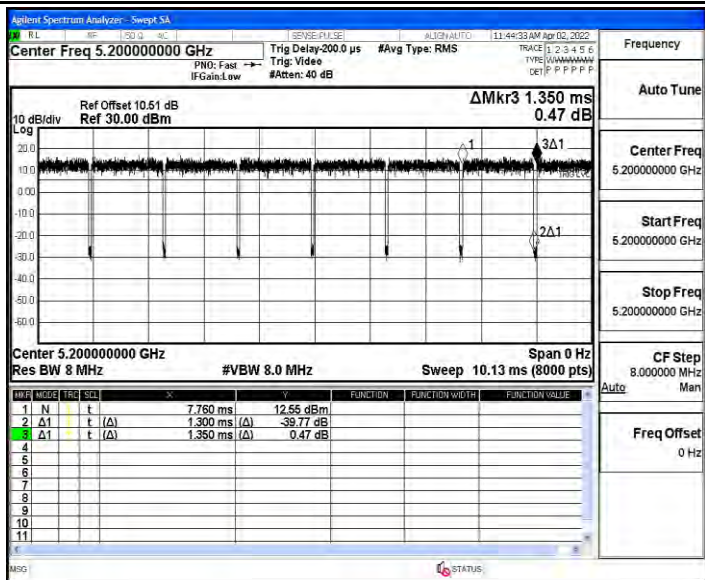 Agilent Spectrum Analyzer - Swept SA
RL RF 50 Ω AC SENSE:PULSE ALIGN AUTO 11:44:33 AM Apr 02, 2022
Center Freq 5.200000000 GHz
PNO: Fast
IFGain:Low
Trig Delay-200.0 µs
Trig: Video
#Atten: 40 dB
#Avg Type: RMS
TRACE 1 2 3 4 5 6
TYPE
DET P P P P P P
Ref Offset 10.51 dB
10 dB/div Ref 30.00 dBm
ΔMkr3 1.350 ms
0.47 dB
Log
20.0
10.0
0.00
-10.0
-20.0
-30.0
-40.0
-50.0
-60.0
1
3Δ1
TRIG LVL
2Δ1
Center 5.200000000 GHz Span 0 Hz
Res BW 8 MHz #VBW 8.0 MHz Sweep 10.13 ms (8000 pts)
MKR MODE TRC SCL X Y FUNCTION FUNCTION WIDTH FUNCTION VALUE
1 N t 7.760 ms 12.55 dBm
2 Δ1 t (Δ) 1.300 ms (Δ) -39.77 dB
3 Δ1 t (Δ) 1.350 ms (Δ) 0.47 dB
4
5
6
7
8
9
10
11
MSG STATUS
Frequency
Auto Tune
Center Freq
5.200000000 GHz
Start Freq
5.200000000 GHz
Stop Freq
5.200000000 GHz
CF Step
8.000000 MHz
Auto Man
Freq Offset
0 Hz